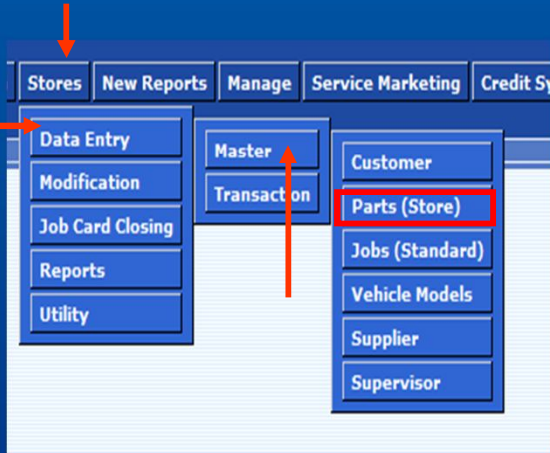 Stores New Reports Manage Service Marketing Credit Sy
Data Entry
Modification
Job Card Closing
Reports
Utility
Master
Transaction
Customer
Parts (Store)
Jobs (Standard)
Vehicle Models
Supplier
Supervisor